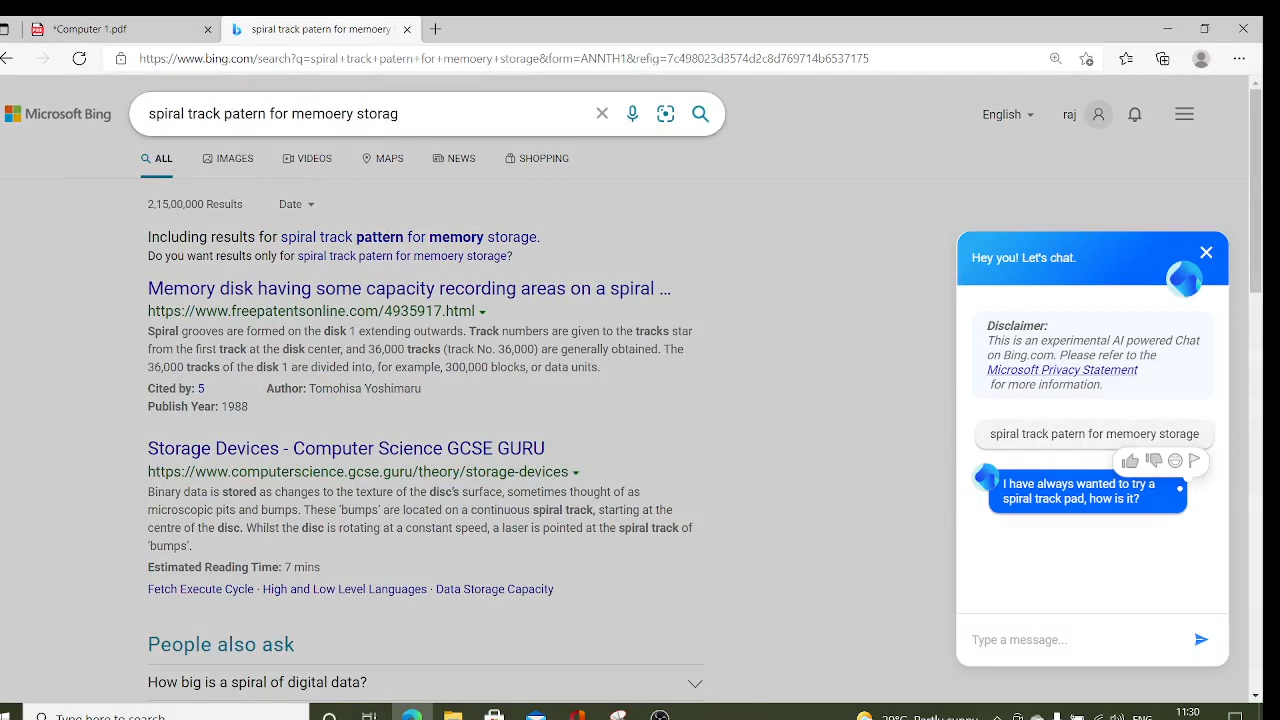 *Computer 1.pdf
spiral track patern for memoery s
https://www.bing.com/search?q=spiral+track+patern+for+memoery+storage&form=ANNTH1&refig=7c498023d3574d2c8d769714b6537175
Microsoft Bing
spiral track patern for memoery storag
English
raj
ALL
IMAGES
VIDEOS
MAPS
NEWS
SHOPPING
2,15,00,000 Results
Date
Including results for spiral track pattern for memory storage.
Do you want results only for spiral track patern for memoery storage?
Memory disk having some capacity recording areas on a spiral ...
https://www.freepatentsonline.com/4935917.html
Spiral grooves are formed on the disk 1 extending outwards. Track numbers are given to the tracks star
from the first track at the disk center, and 36,000 tracks (track No. 36,000) are generally obtained. The
36,000 tracks of the disk 1 are divided into, for example, 300,000 blocks, or data units.
Cited by: 5
Author: Tomohisa Yoshimaru
Publish Year: 1988
Storage Devices - Computer Science GCSE GURU
https://www.computerscience.gcse.guru/theory/storage-devices
Binary data is stored as changes to the texture of the disc's surface, sometimes thought of as
microscopic pits and bumps. These 'bumps' are located on a continuous spiral track, starting at the
centre of the disc. Whilst the disc is rotating at a constant speed, a laser is pointed at the spiral track of
'bumps'.
Estimated Reading Time: 7 mins
Fetch Execute Cycle · High and Low Level Languages · Data Storage Capacity
People also ask
How big is a spiral of digital data?
Hey you! Let's chat.
Disclaimer:
This is an experimental AI powered Chat
on Bing.com. Please refer to the
Microsoft Privacy Statement
for more information.
spiral track patern for memoery storage
I have always wanted to try a
spiral track pad, how is it?
Type a message...
Type here to search
Partly sunny
ENG
11:30